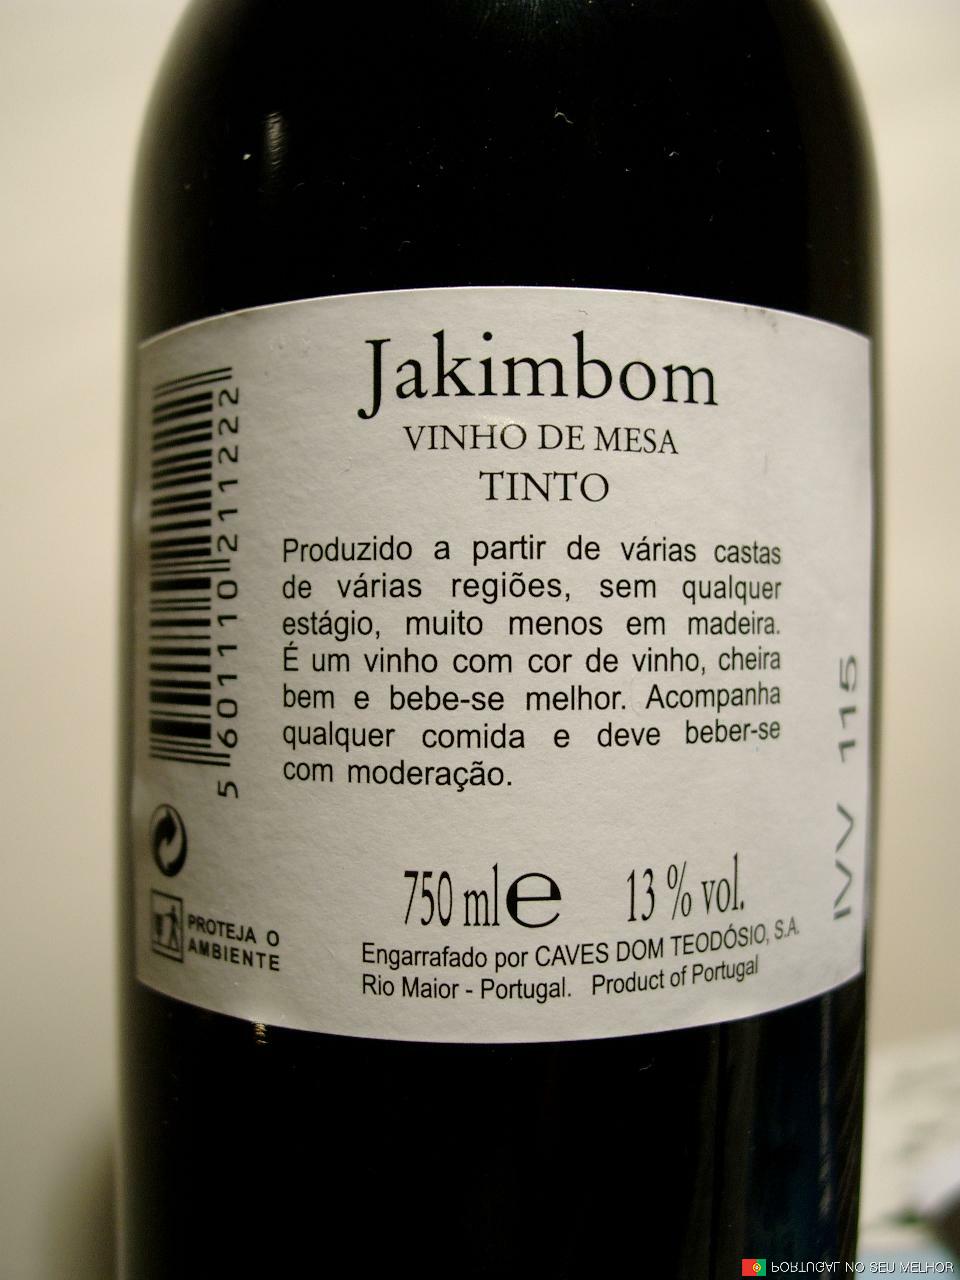 Jakimbom
VINHO DE MESA
TINTO
Produzido a partir de várias castas
de várias regiões, sem qualquer
estágio, muito menos em madeira.
É um vinho com cor de vinho, cheira
bem e bebe-se melhor. Acompanha
qualquer comida e deve beber-se
com moderação.
750 ml e 13 % vol.
Engarrafado por CAVES DOM TEODÓSIO, S.A.
Rio Maior - Portugal. Product of Portugal
5 601110 211222
PROTEJA O
AMBIENTE
IVV 115
PORTUGAL NO SEU MELHOR